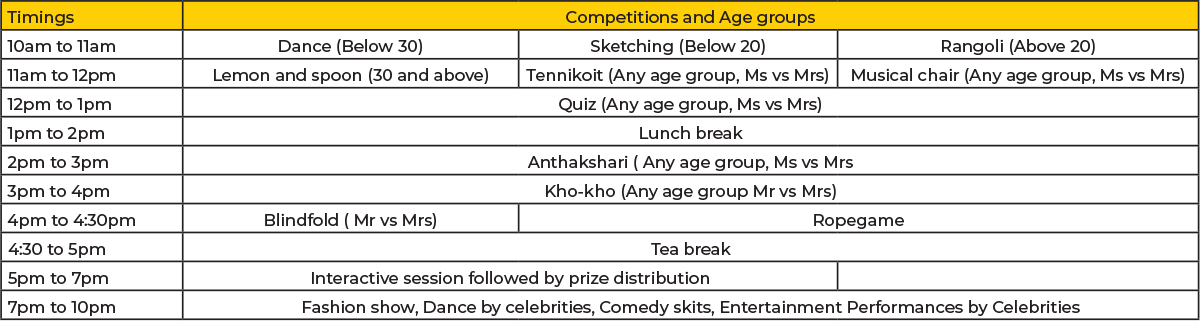 Timings Competitions and Age groups
10am to 11am Dance (Below 30) Sketching (Below 20) Rangoli (Above 20)
11am to 12pm Lemon and spoon (30 and above) Tennikoit (Any age group, Ms vs Mrs) Musical chair (Any age group, Ms vs Mrs)
12pm to 1pm Quiz (Any age group, Ms vs Mrs)
1pm to 2pm Lunch break
2pm to 3pm Anthakshari ( Any age group, Ms vs Mrs
3pm to 4pm Kho-kho (Any age group Mr vs Mrs)
4pm to 4:30pm Blindfold ( Mr vs Mrs) Ropegame
4:30 to 5pm Tea break
5pm to 7pm Interactive session followed by prize distribution
7pm to 10pm Fashion show, Dance by celebrities, Comedy skits, Entertainment Performances by Celebrities